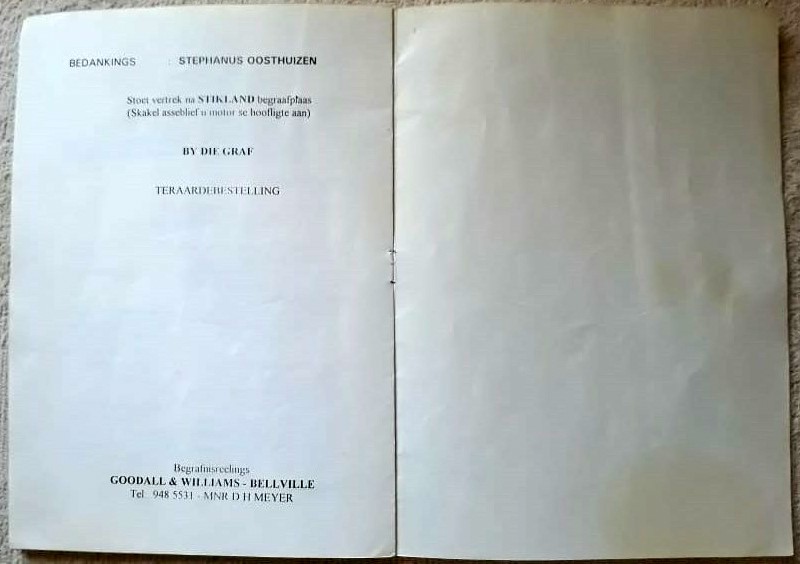 BEDANKINGS : STEPHANUS OOSTHUIZEN
Stoet vertrek na STIKLAND begraafplaas
(Skakel asseblief u motor se hoofligte aan)
BY DIE GRAF
TERAARDEBESTELLING
Begrafnisreelings
GOODALL & WILLIAMS - BELLVILLE
Tel 948 5531 - MNR D H MEYER